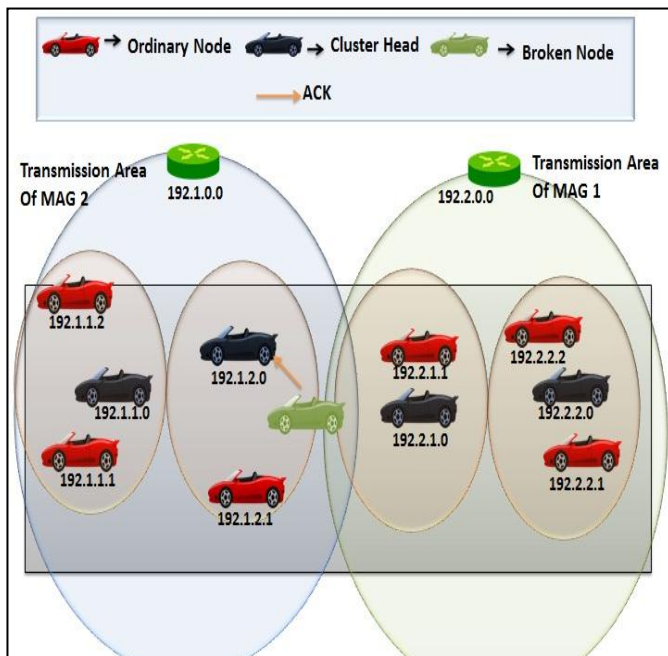 Ordinary Node
Cluster Head
Broken Node
ACK
Transmission Area
Of MAG 2
192.1.0.0
Transmission Area
Of MAG 1
192.2.0.0
192.1.1.2
192.1.1.0
192.1.1.1
192.1.2.0
192.1.2.1
192.2.1.1
192.2.1.0
192.2.2.2
192.2.2.0
192.2.2.1